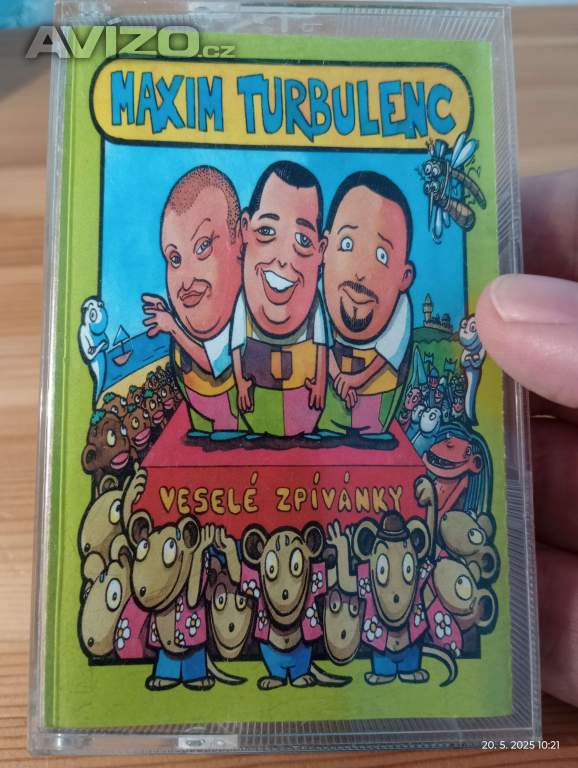 AVIZO.cz
MAXIM TURBULENC
VESELÉ ZPÍVÁNKY
20. 5. 2025 10:21